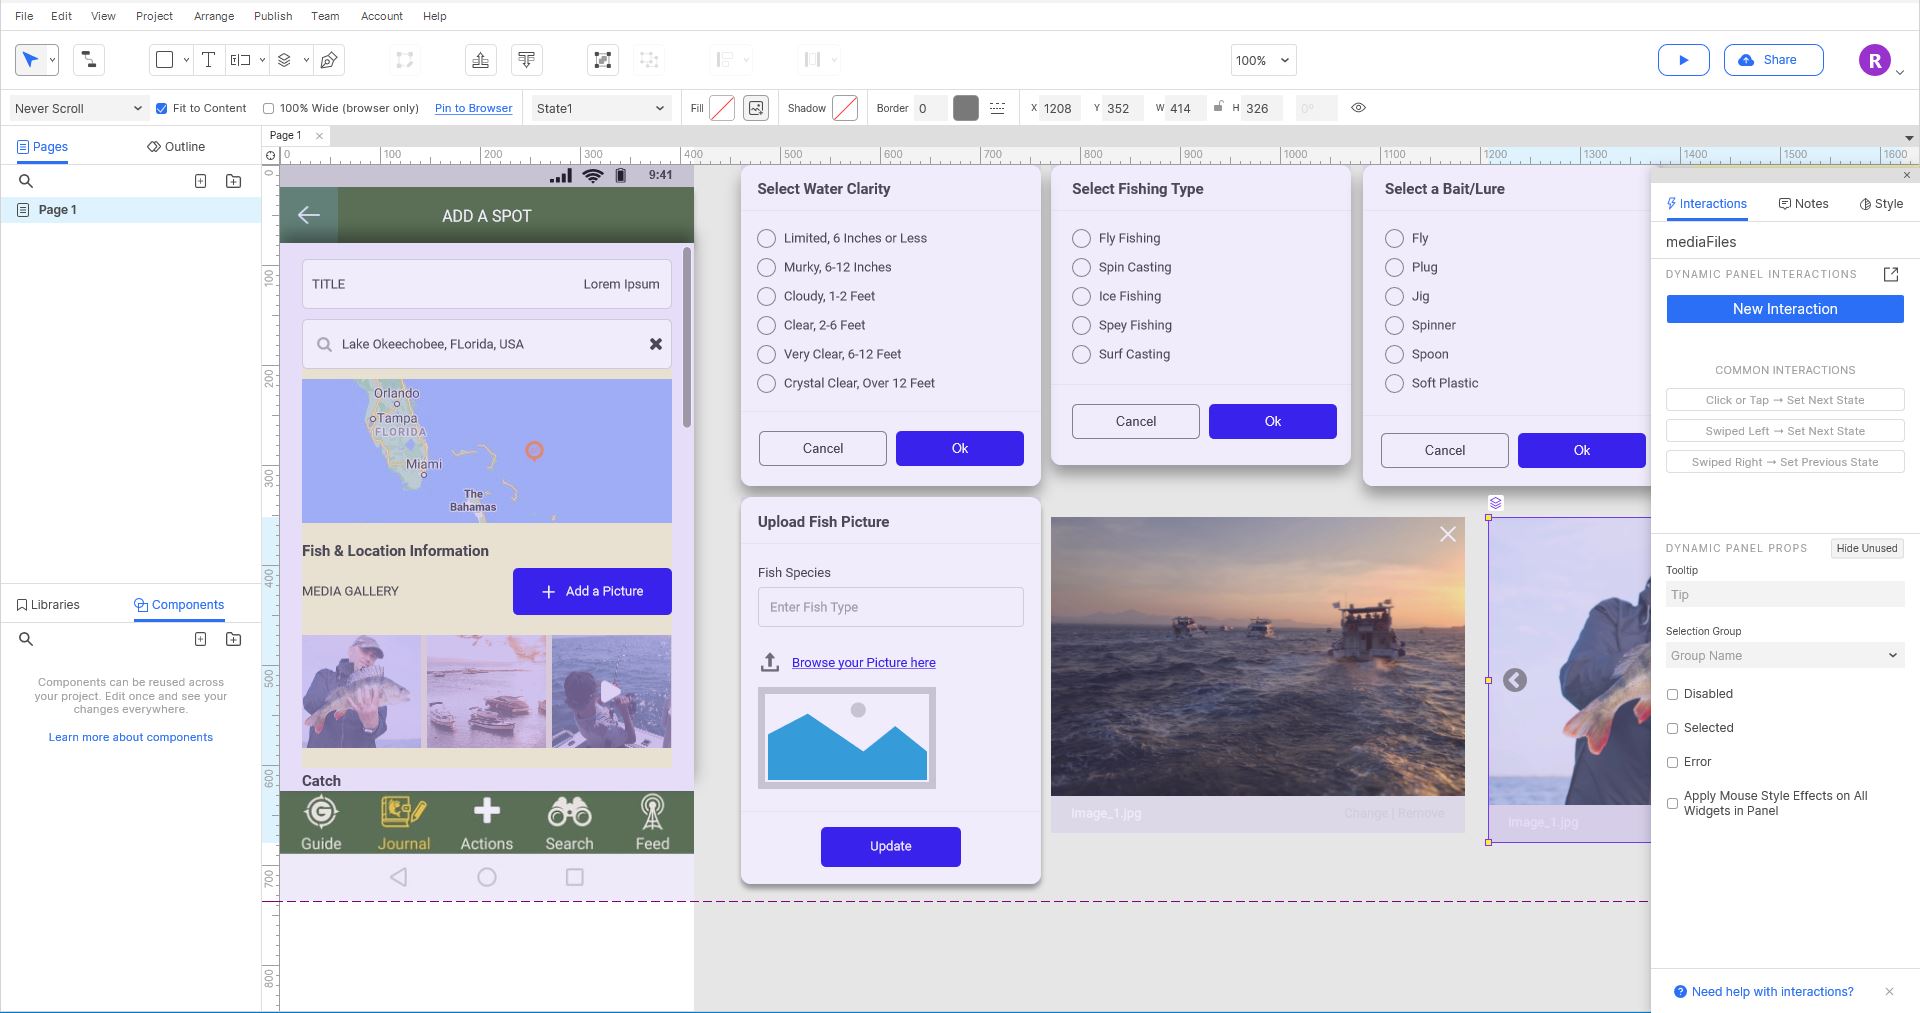 File Edit View Project Arrange Publish Team Account Help
100%
Share
R
Never Scroll Fit to Content 100% Wide (browser only) Pin to Browser State1 Fill Shadow Border 0 X 1208 Y 352 W 414 H 326 0°
Pages Outline
Page 1
Page 1
Libraries Components
Components can be reused across
your project. Edit once and see your
changes everywhere.
Learn more about components
0 100 200 300 400 500 600 700 800 900 1000 1100 1200 1300 1400 1500 1600
0
100
200
300
400
500
600
700
800
9:41
ADD A SPOT
TITLE Lorem Ipsum
Lake Okeechobee, FLorida, USA
Orlando
Tampa
FLORIDA
Miami
The
Bahamas
Fish & Location Information
MEDIA GALLERY
Add a Picture
Catch
Guide Journal Actions Search Feed
Select Water Clarity
Limited, 6 Inches or Less
Murky, 6-12 Inches
Cloudy, 1-2 Feet
Clear, 2-6 Feet
Very Clear, 6-12 Feet
Crystal Clear, Over 12 Feet
Cancel Ok
Select Fishing Type
Fly Fishing
Spin Casting
Ice Fishing
Spey Fishing
Surf Casting
Cancel Ok
Select a Bait/Lure
Fly
Plug
Jig
Spinner
Spoon
Soft Plastic
Cancel Ok
Upload Fish Picture
Fish Species
Enter Fish Type
Browse your Picture here
Update
Image_1.jpg Change | Remove
Image_1.jpg
Interactions Notes Style
mediaFiles
DYNAMIC PANEL INTERACTIONS
New Interaction
COMMON INTERACTIONS
Click or Tap → Set Next State
Swiped Left → Set Next State
Swiped Right → Set Previous State
DYNAMIC PANEL PROPS Hide Unused
Tooltip
Tip
Selection Group
Group Name
Disabled
Selected
Error
Apply Mouse Style Effects on All
Widgets in Panel
Need help with interactions?